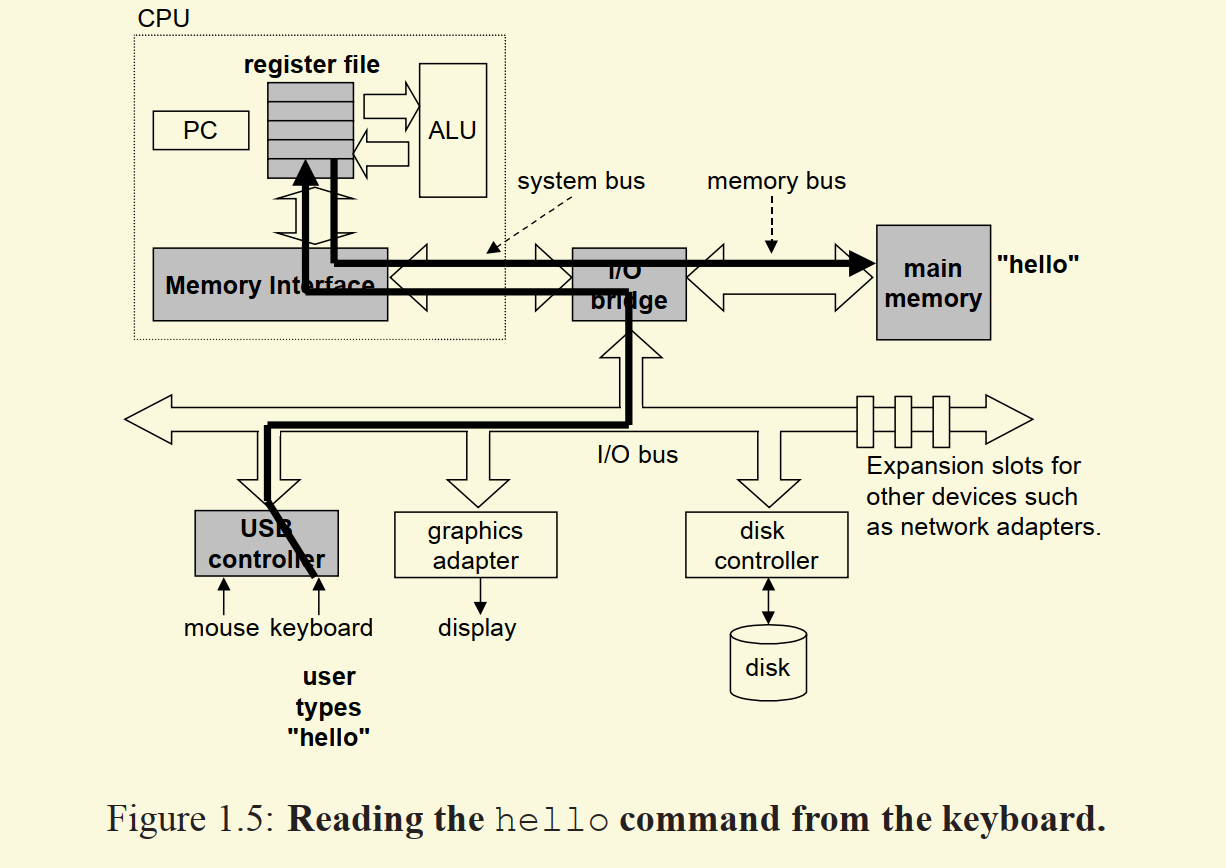 CPU
register file
PC
ALU
system bus
memory bus
Memory Interface
I/O
bridge
main
memory
"hello"
I/O bus
Expansion slots for
other devices such
as network adapters.
USB
controller
graphics
adapter
disk
controller
mouse
keyboard
display
disk
user
types
"hello"
Figure 1.5: Reading the hello command from the keyboard.